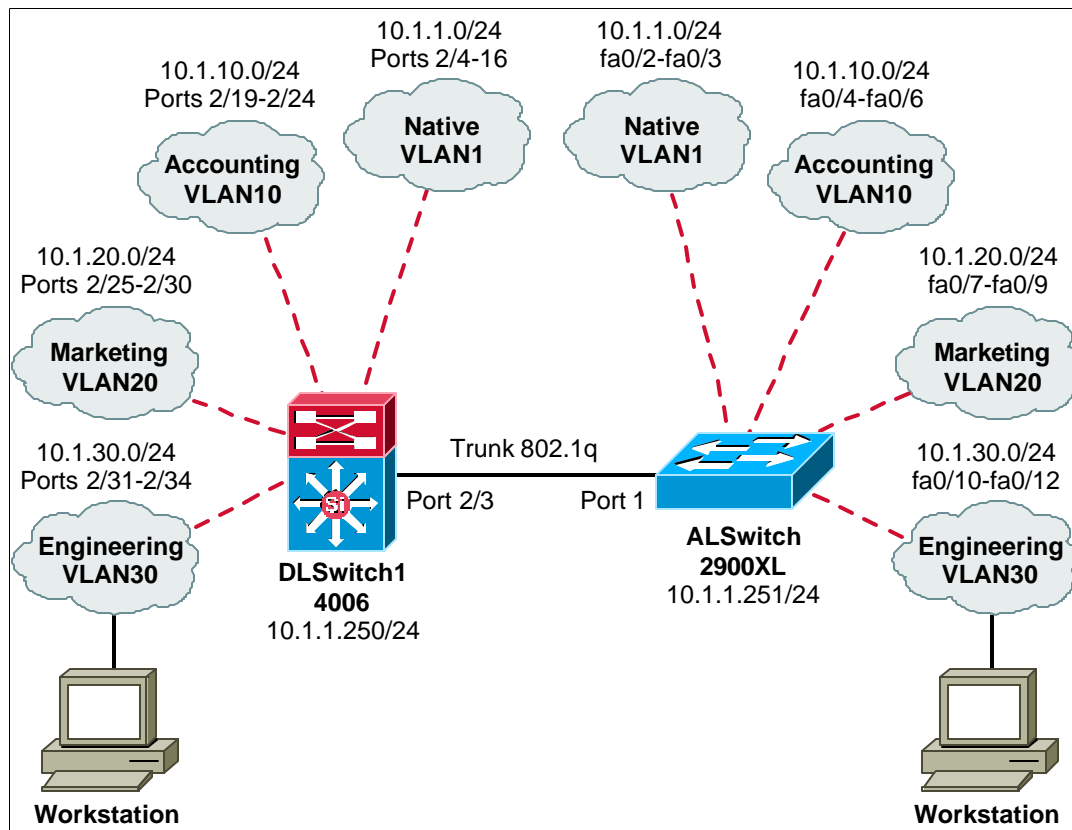 10.1.1.0/24
Ports 2/4-16
10.1.1.0/24
fa0/2-fa0/3
10.1.10.0/24
Ports 2/19-2/24
10.1.10.0/24
fa0/4-fa0/6
Native
VLAN1
Native
VLAN1
Accounting
VLAN10
Accounting
VLAN10
10.1.20.0/24
Ports 2/25-2/30
10.1.20.0/24
fa0/7-fa0/9
Marketing
VLAN20
Marketing
VLAN20
10.1.30.0/24
Ports 2/31-2/34
Trunk 802.1q
10.1.30.0/24
fa0/10-fa0/12
Si
Port 2/3
Port 1
Engineering
VLAN30
DLSwitch1
4006
10.1.1.250/24
ALSwitch
2900XL
10.1.1.251/24
Engineering
VLAN30
Workstation
Workstation